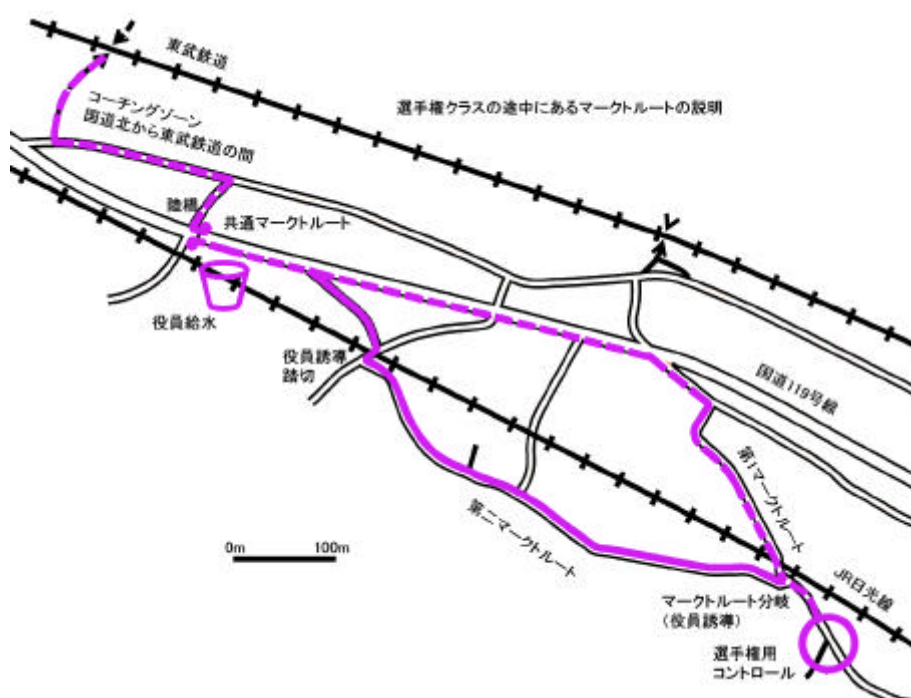 東武鉄道
選手権クラスの途中にあるマークトルートの説明
コーチングゾーン
国道北から東武鉄道の間
陸橋
共通マークトルート
役員給水
役員誘導
踏切
国道119号線
第1マークトルート
第二マークトルート
0m 100m
JR日光線
マークトルート分岐
(役員誘導)
選手権用
コントロール